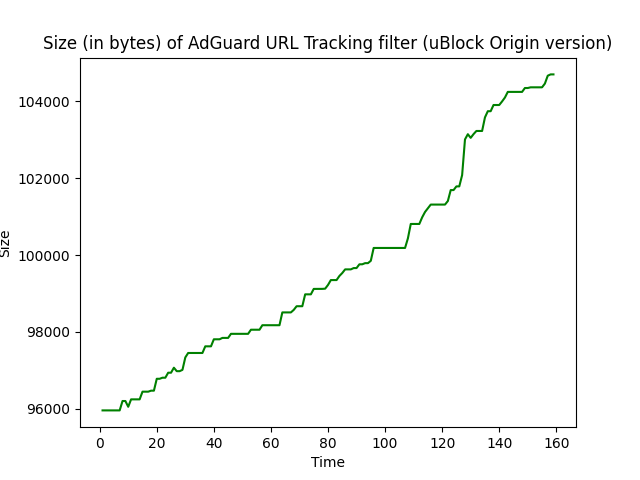 Size (in bytes) of AdGuard URL Tracking filter (uBlock Origin version)
104000
102000
100000
98000
96000
Size
0 20 40 60 80 100 120 140 160
Time